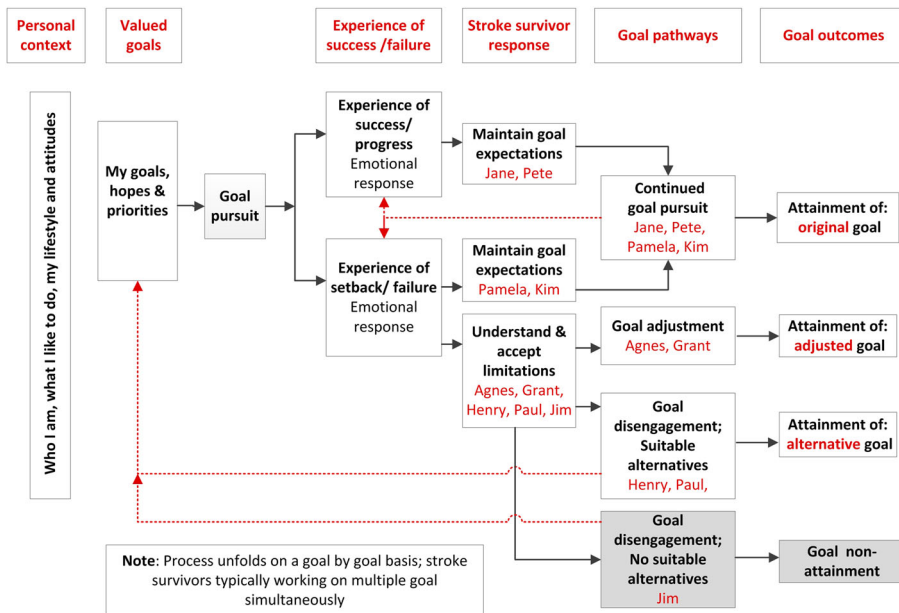 Personal
context
Valued
goals
Experience of
success /failure
Stroke survivor
response
Goal pathways
Goal outcomes
Who I am, what I like to do, my lifestyle and attitudes
My goals,
hopes &
priorities
Goal
pursuit
Experience of
success/
progress
Emotional
response
Maintain goal
expectations
Jane, Pete
Continued
goal pursuit
Jane, Pete,
Pamela, Kim
Attainment of:
original goal
Experience of
setback/ failure
Emotional
response
Maintain goal
expectations
Pamela, Kim
Understand &
accept
limitations
Agnes, Grant,
Henry, Paul, Jim
Goal adjustment
Agnes, Grant
Attainment of:
adjusted goal
Goal
disengagement;
Suitable
alternatives
Henry, Paul,
Attainment of:
alternative goal
Goal
disengagement;
No suitable
alternatives
Jim
Goal non-
attainment
Note: Process unfolds on a goal by goal basis; stroke
survivors typically working on multiple goal
simultaneously